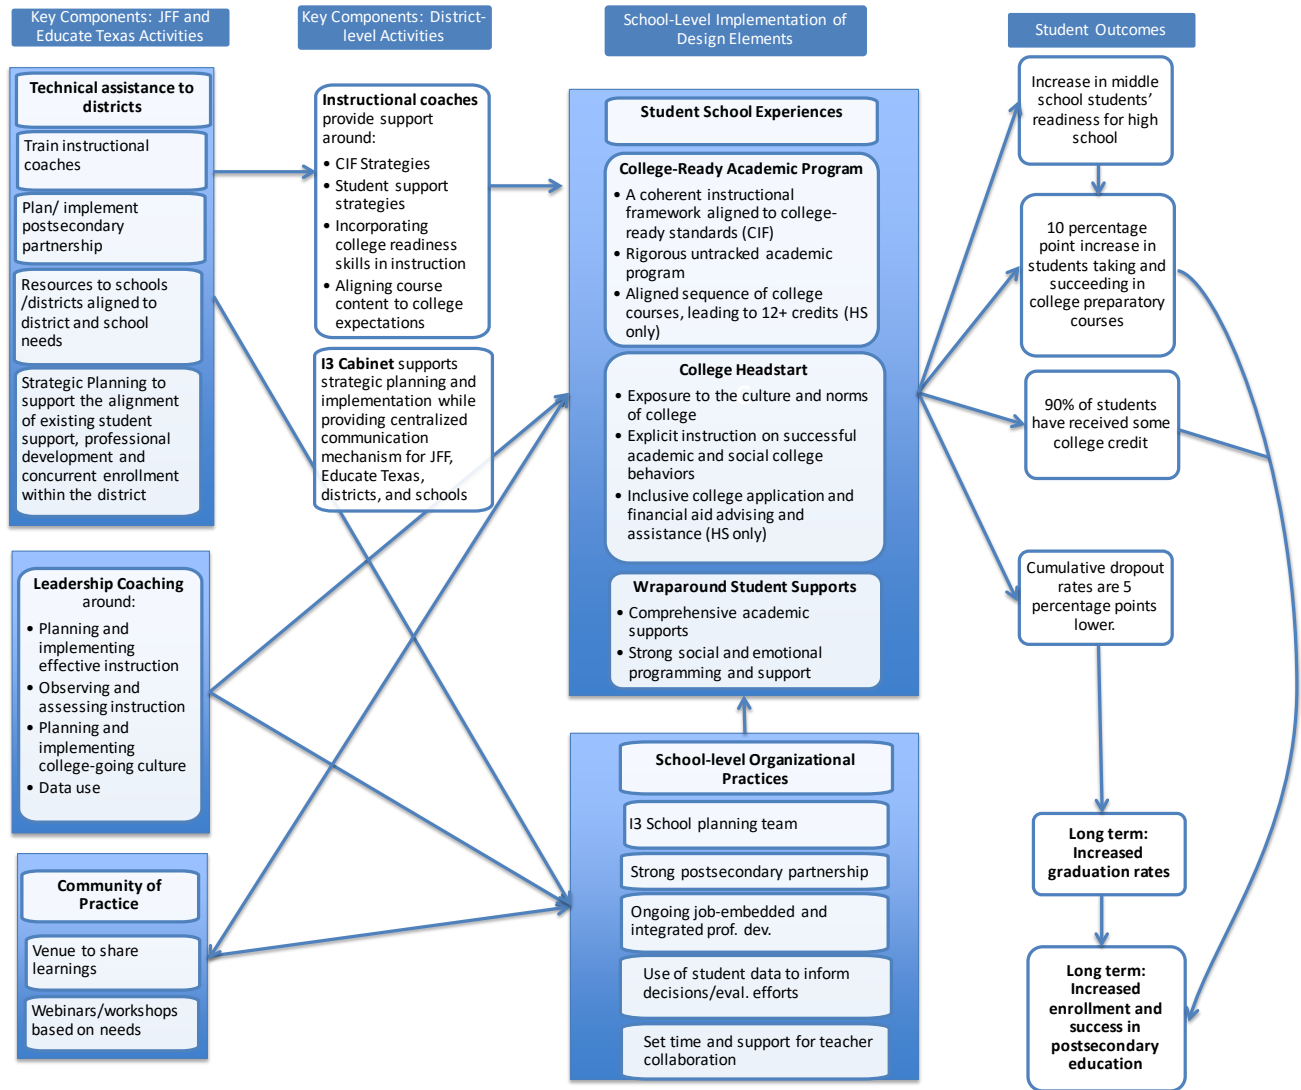 Key Components: JFF and
Educate Texas Activities
Key Components: District-
level Activities
School-Level Implementation of
Design Elements
Student Outcomes
Technical assistance to
districts
Train instructional
coaches
Plan/ implement
postsecondary
partnership
Resources to schools
/districts aligned to
district and school
needs
Strategic Planning to
support the alignment
of existing student
support, professional
development and
concurrent enrollment
within the district
Leadership Coaching
around:
• Planning and
implementing
effective instruction
• Observing and
assessing instruction
• Planning and
implementing
college-going culture
• Data use
Community of
Practice
Venue to share
learnings
Webinars/workshops
based on needs
Instructional coaches
provide support
around:
• CIF Strategies
• Student support
strategies
• Incorporating
college readiness
skills in instruction
• Aligning course
content to college
expectations
I3 Cabinet supports
strategic planning and
implementation while
providing centralized
communication
mechanism for JFF,
Educate Texas,
districts, and schools
Student School Experiences
College-Ready Academic Program
• A coherent instructional
framework aligned to college-
ready standards (CIF)
• Rigorous untracked academic
program
• Aligned sequence of college
courses, leading to 12+ credits (HS
only)
College Headstart
• Exposure to the culture and norms
of college
• Explicit instruction on successful
academic and social college
behaviors
• Inclusive college application and
financial aid advising and
assistance (HS only)
Wraparound Student Supports
• Comprehensive academic
supports
• Strong social and emotional
programming and support
School-level Organizational
Practices
I3 School planning team
Strong postsecondary partnership
Ongoing job-embedded and
integrated prof. dev.
Use of student data to inform
decisions/eval. efforts
Set time and support for teacher
collaboration
Increase in middle
school students'
readiness for high
school
10 percentage
point increase in
students taking and
succeeding in
college preparatory
courses
90% of students
have received some
college credit
Cumulative dropout
rates are 5
percentage points
lower.
Long term:
Increased
graduation rates
Long term:
Increased
enrollment and
success in
postsecondary
education